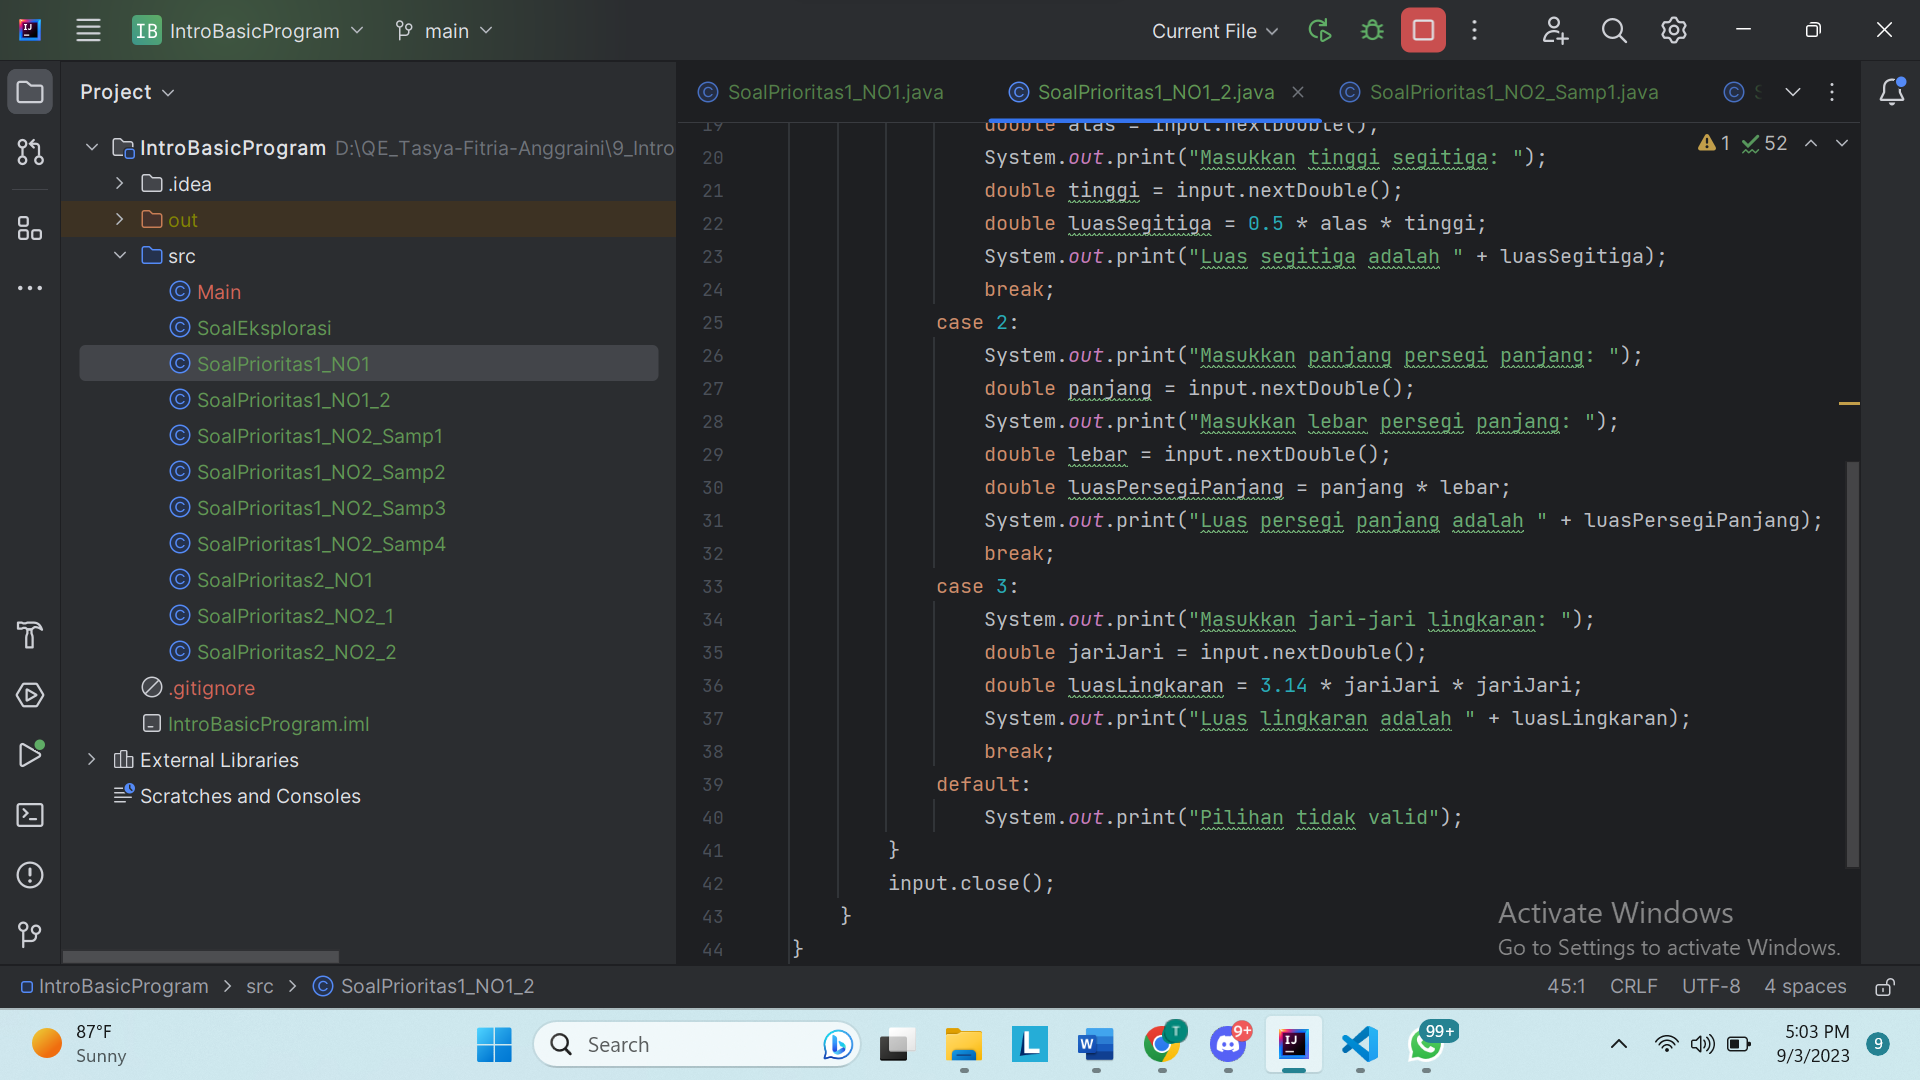 IJ
IB IntroBasicProgram
main
Current File
Project
SoalPrioritas1_NO1.java
SoalPrioritas1_NO1_2.java
SoalPrioritas1_NO2_Samp1.java
IntroBasicProgram D:\QE_Tasya-Fitria-Anggraini\9_Intro
.idea
out
src
Main
SoalEksplorasi
SoalPrioritas1_NO1
SoalPrioritas1_NO1_2
SoalPrioritas1_NO2_Samp1
SoalPrioritas1_NO2_Samp2
SoalPrioritas1_NO2_Samp3
SoalPrioritas1_NO2_Samp4
SoalPrioritas2_NO1
SoalPrioritas2_NO2_1
SoalPrioritas2_NO2_2
.gitignore
IntroBasicProgram.iml
External Libraries
Scratches and Consoles
1 52
19 double alas = input.nextDouble();
20 System.out.print("Masukkan tinggi segitiga: ");
21 double tinggi = input.nextDouble();
22 double luasSegitiga = 0.5 * alas * tinggi;
23 System.out.print("Luas segitiga adalah " + luasSegitiga);
24 break;
25 case 2:
26 System.out.print("Masukkan panjang persegi panjang: ");
27 double panjang = input.nextDouble();
28 System.out.print("Masukkan lebar persegi panjang: ");
29 double lebar = input.nextDouble();
30 double luasPersegiPanjang = panjang * lebar;
31 System.out.print("Luas persegi panjang adalah " + luasPersegiPanjang);
32 break;
33 case 3:
34 System.out.print("Masukkan jari-jari lingkaran: ");
35 double jariJari = input.nextDouble();
36 double luasLingkaran = 3.14 * jariJari * jariJari;
37 System.out.print("Luas lingkaran adalah " + luasLingkaran);
38 break;
39 default:
40 System.out.print("Pilihan tidak valid");
41 }
42 input.close();
43 }
44 }
Activate Windows
Go to Settings to activate Windows.
IntroBasicProgram > src > SoalPrioritas1_NO1_2
45:1 CRLF UTF-8 4 spaces
87°F
Sunny
Search
L
W
T
9+
IJ
99+
5:03 PM
9/3/2023
9